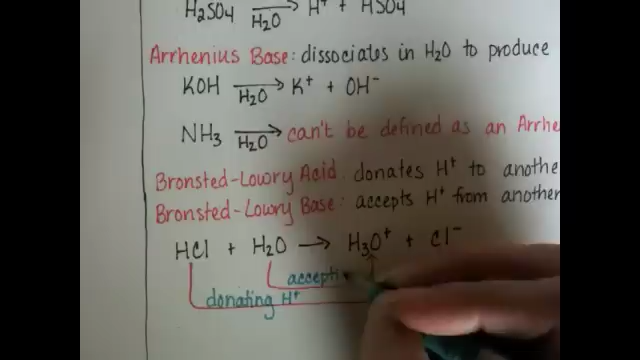 H₂SO₄ →H₂O H⁺ + HSO₄
Arrhenius Base: dissociates in H₂O to produce
KOH →H₂O K⁺ + OH⁻
NH₃ →H₂O can't be defined as an Arrhe
Bronsted-Lowry Acid: donates H⁺ to anothe
Bronsted-Lowry Base: accepts H⁺ from another
HCl + H₂O → H₃O⁺ + Cl⁻
accepti
donating H⁺